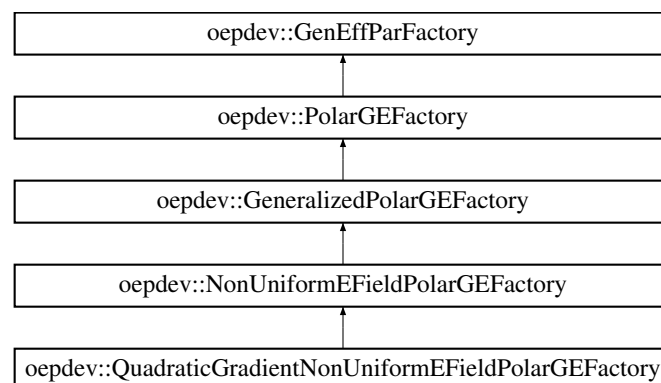 oepdev::GenEffParFactory
oepdev::PolarGEFactory
oepdev::GeneralizedPolarGEFactory
oepdev::NonUniformEFieldPolarGEFactory
oepdev::QuadraticGradientNonUniformEFieldPolarGEFactory